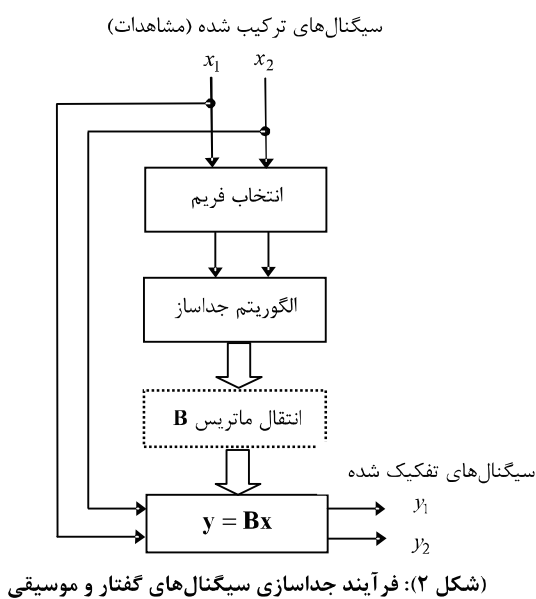 سیگنال‌های ترکیب شده (مشاهدات)
x₁ x₂
انتخاب فریم
الگوریتم جداساز
انتقال ماتریس B
سیگنال‌های تفکیک شده
y = Bx
y₁
y₂
(شکل ۲): فرآیند جداسازی سیگنال‌های گفتار و موسیقی